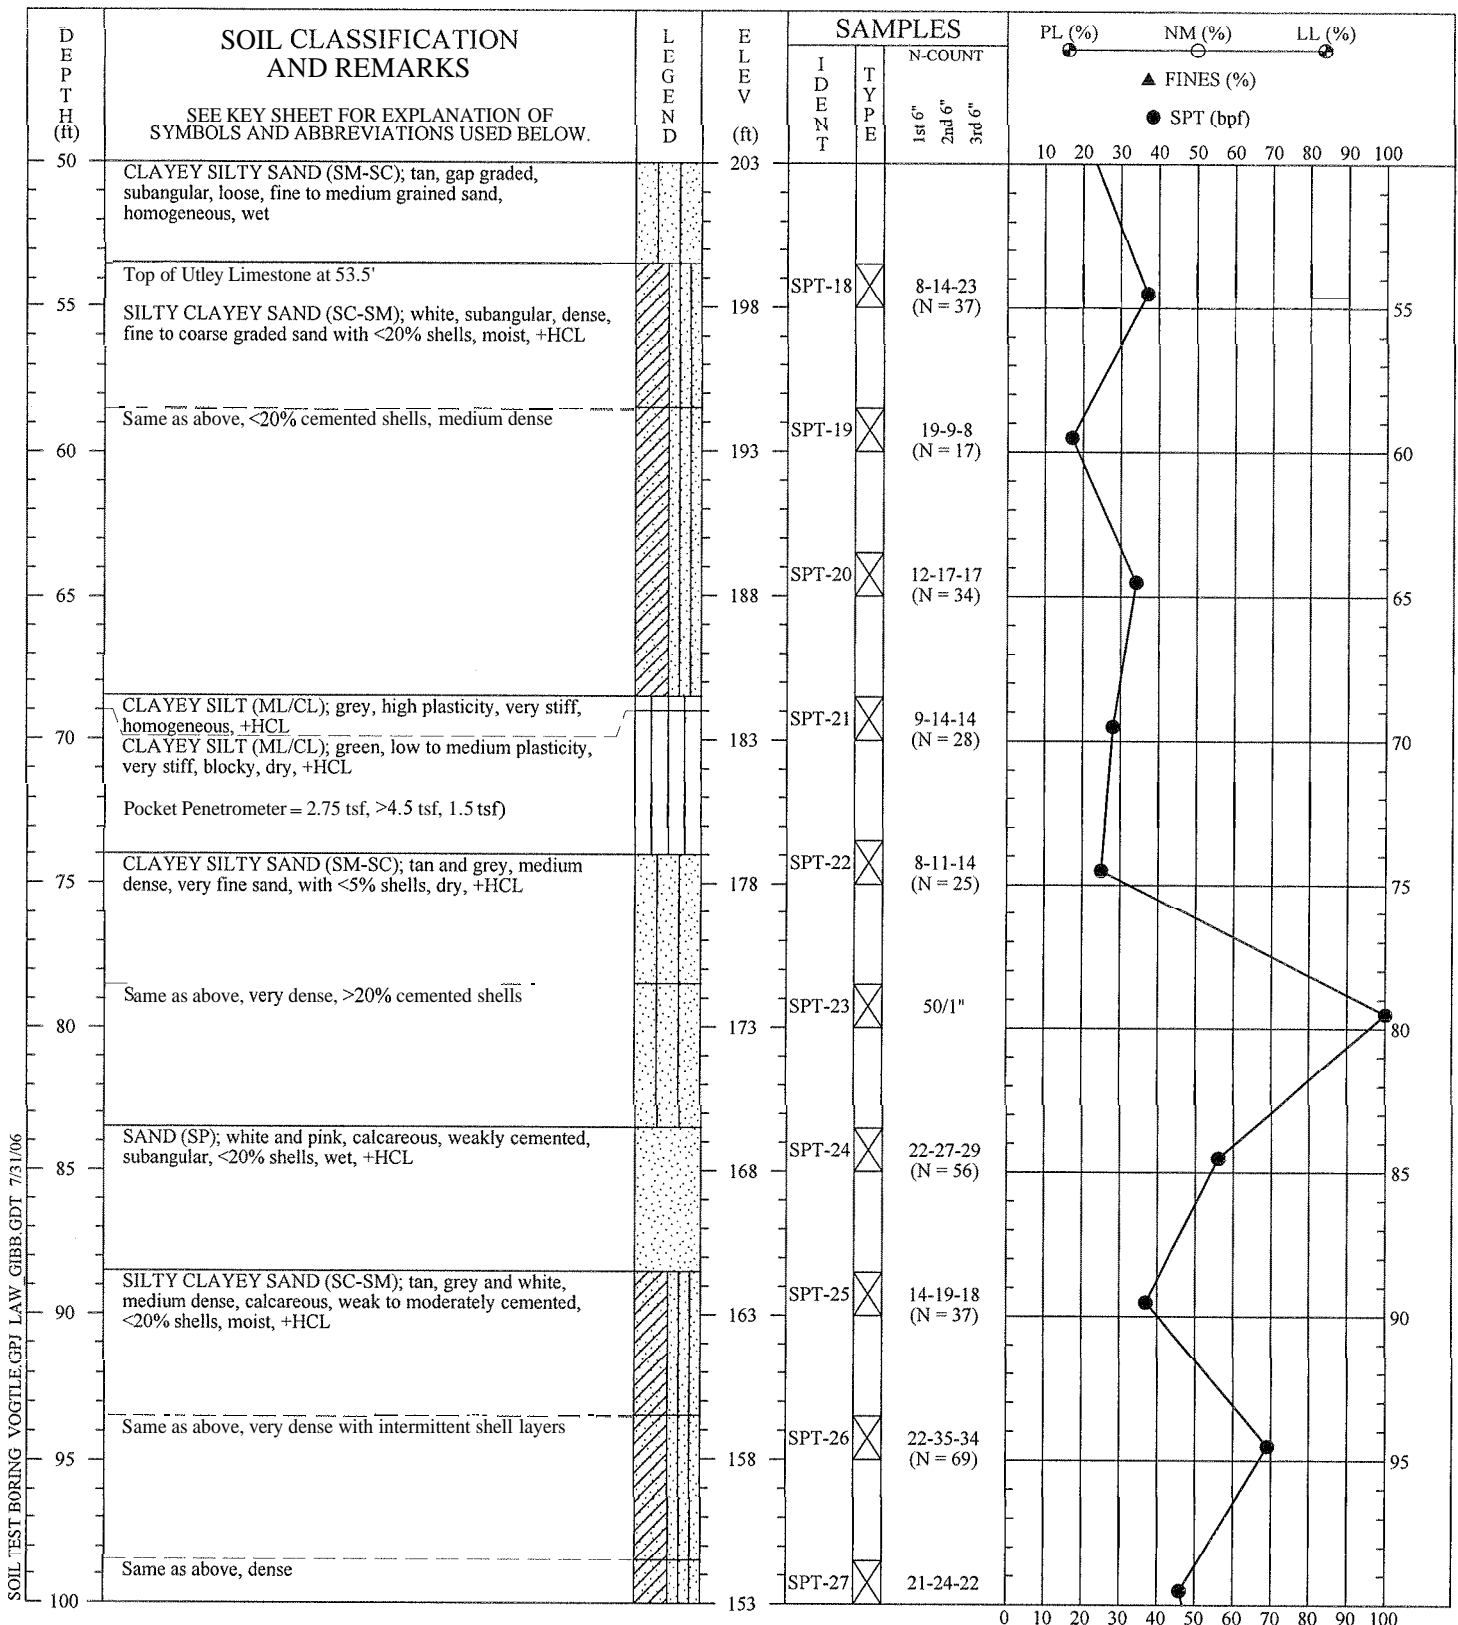 DEPTH (ft)
SOIL CLASSIFICATION
AND REMARKS
SEE KEY SHEET FOR EXPLANATION OF
SYMBOLS AND ABBREVIATIONS USED BELOW.
LEGEND
ELEV (ft)
SAMPLES
IDENT
TYPE
N-COUNT
1st 6"
2nd 6"
3rd 6"
PL (%) NM (%) LL (%)
▲ FINES (%)
● SPT (bpf)
10 20 30 40 50 60 70 80 90 100
50
203
CLAYEY SILTY SAND (SM-SC); tan, gap graded,
subangular, loose, fine to medium grained sand,
homogeneous, wet
Top of Utley Limestone at 53.5'
SPT-18 8-14-23
(N = 37)
55
198
55
SILTY CLAYEY SAND (SC-SM); white, subangular, dense,
fine to coarse graded sand with <20% shells, moist, +HCL
Same as above, <20% cemented shells, medium dense
SPT-19 19-9-8
(N = 17)
60
193
60
SPT-20 12-17-17
(N = 34)
65
188
65
CLAYEY SILT (ML/CL); grey, high plasticity, very stiff,
homogeneous, +HCL
SPT-21 9-14-14
(N = 28)
70
183
70
CLAYEY SILT (ML/CL); green, low to medium plasticity,
very stiff, blocky, dry, +HCL
Pocket Penetrometer = 2.75 tsf, >4.5 tsf, 1.5 tsf)
CLAYEY SILTY SAND (SM-SC); tan and grey, medium
dense, very fine sand, with <5% shells, dry, +HCL
SPT-22 8-11-14
(N = 25)
75
178
75
Same as above, very dense, >20% cemented shells
SPT-23 50/1"
80
173
80
SAND (SP); white and pink, calcareous, weakly cemented,
subangular, <20% shells, wet, +HCL
SPT-24 22-27-29
(N = 56)
85
168
85
SILTY CLAYEY SAND (SC-SM); tan, grey and white,
medium dense, calcareous, weak to moderately cemented,
<20% shells, moist, +HCL
SPT-25 14-19-18
(N = 37)
90
163
90
Same as above, very dense with intermittent shell layers
SPT-26 22-35-34
(N = 69)
95
158
95
Same as above, dense
SPT-27 21-24-22
100
153
0 10 20 30 40 50 60 70 80 90 100
SOIL TEST BORING VOGTLE.GPJ LAW GIBB.GDT 7/31/06